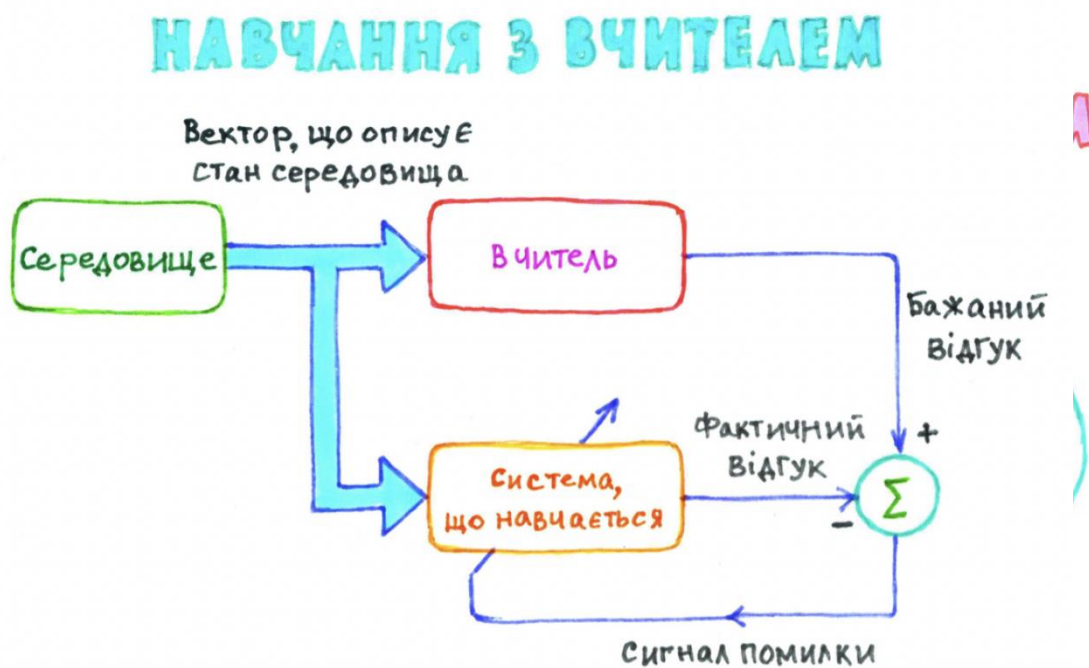 НАВЧАННЯ З ВЧИТЕЛЕМ
Вектор, що описує
стан середовища
Середовище
Вчитель
Бажаний
відгук
Фактичний
відгук
+
Система,
що навчається
Σ
-
Сигнал помилки